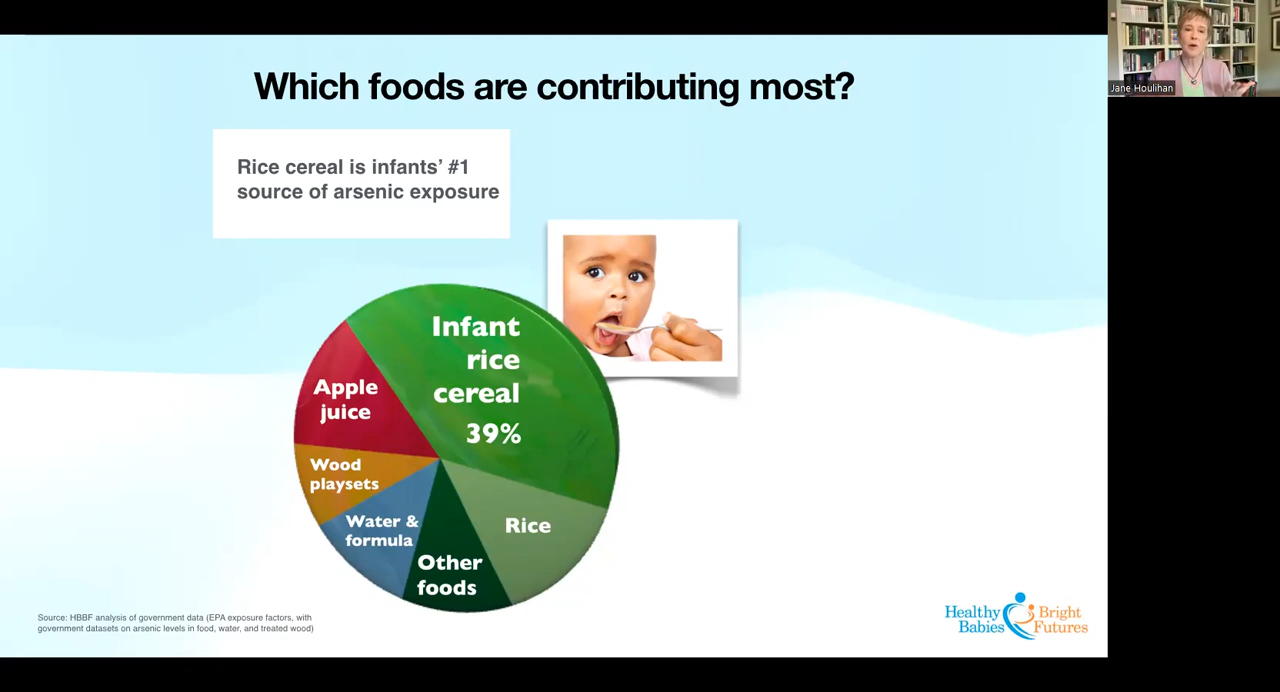 Which foods are contributing most?
Jane Houlihan
Rice cereal is infants’ #1
source of arsenic exposure
Infant
rice
cereal
39%
Apple
juice
Wood
playsets
Water &
formula
Other
foods
Rice
Source: HBBF analysis of government data (EPA exposure factors, with
government datasets on arsenic levels in food, water, and treated wood)
Healthy Bright
Babies Futures